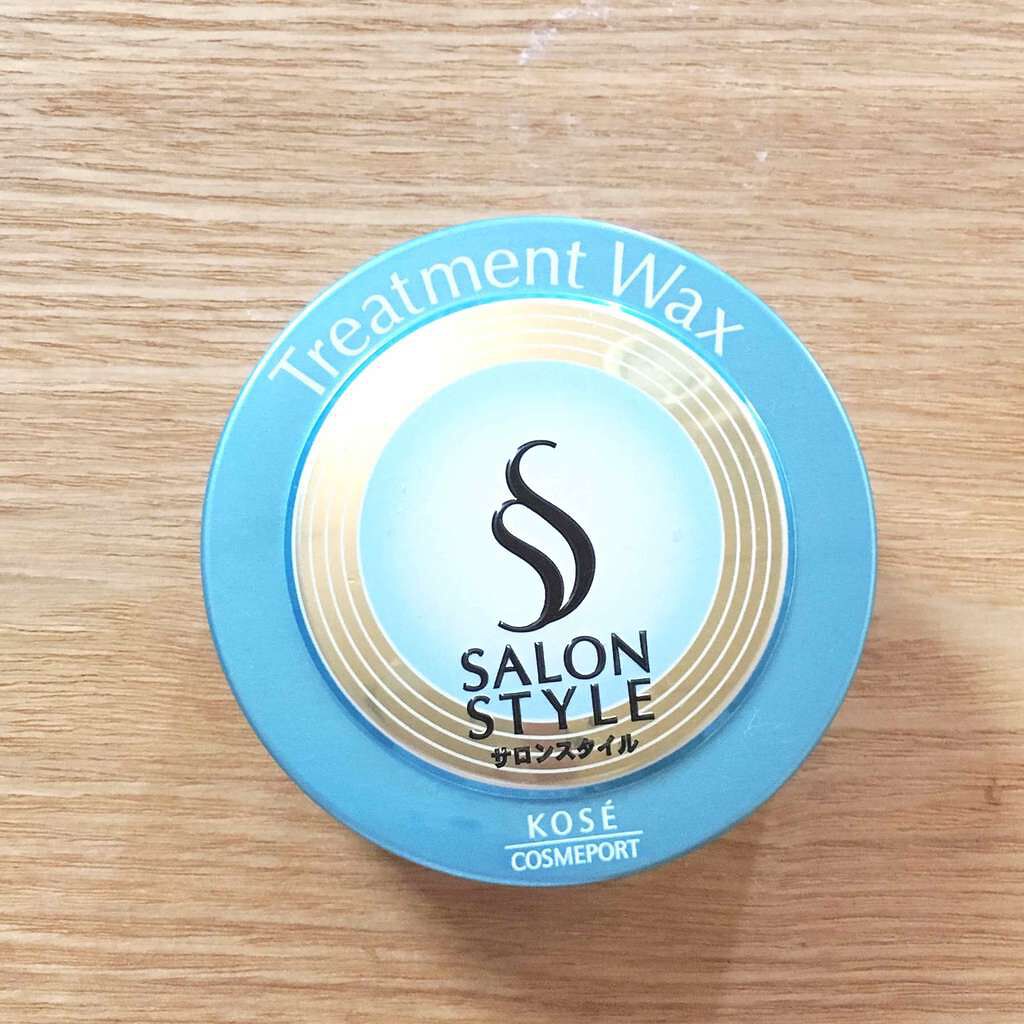 Treatment Wax
SALON
STYLE
サロンスタイル
KOSÉ
COSMEPORT